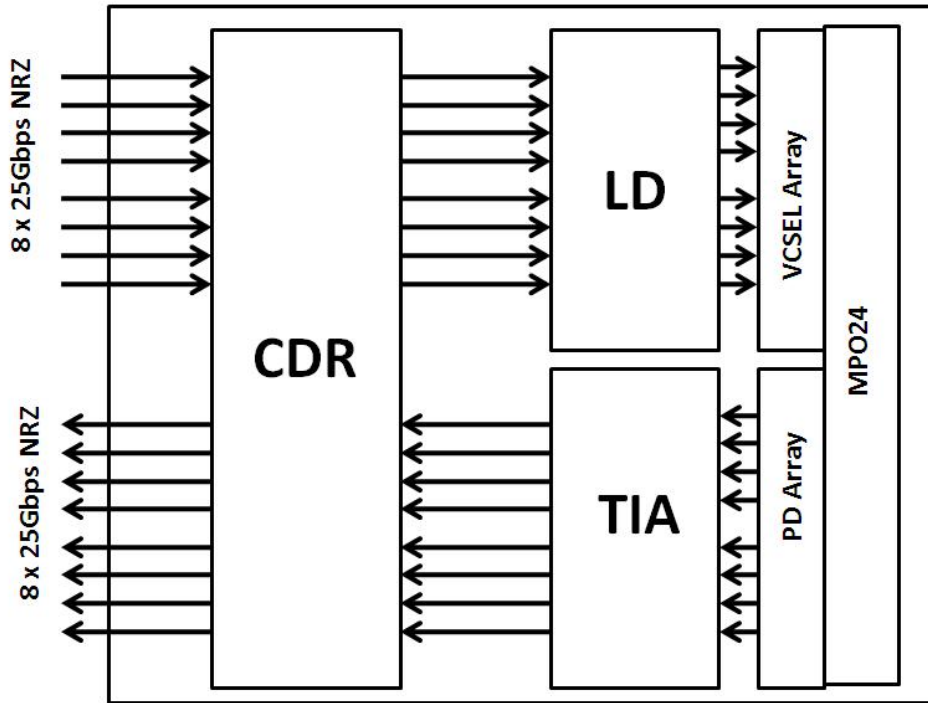 8 x 25Gbps NRZ
CDR
LD
VCSEL Array
MPO24
8 x 25Gbps NRZ
TIA
PD Array